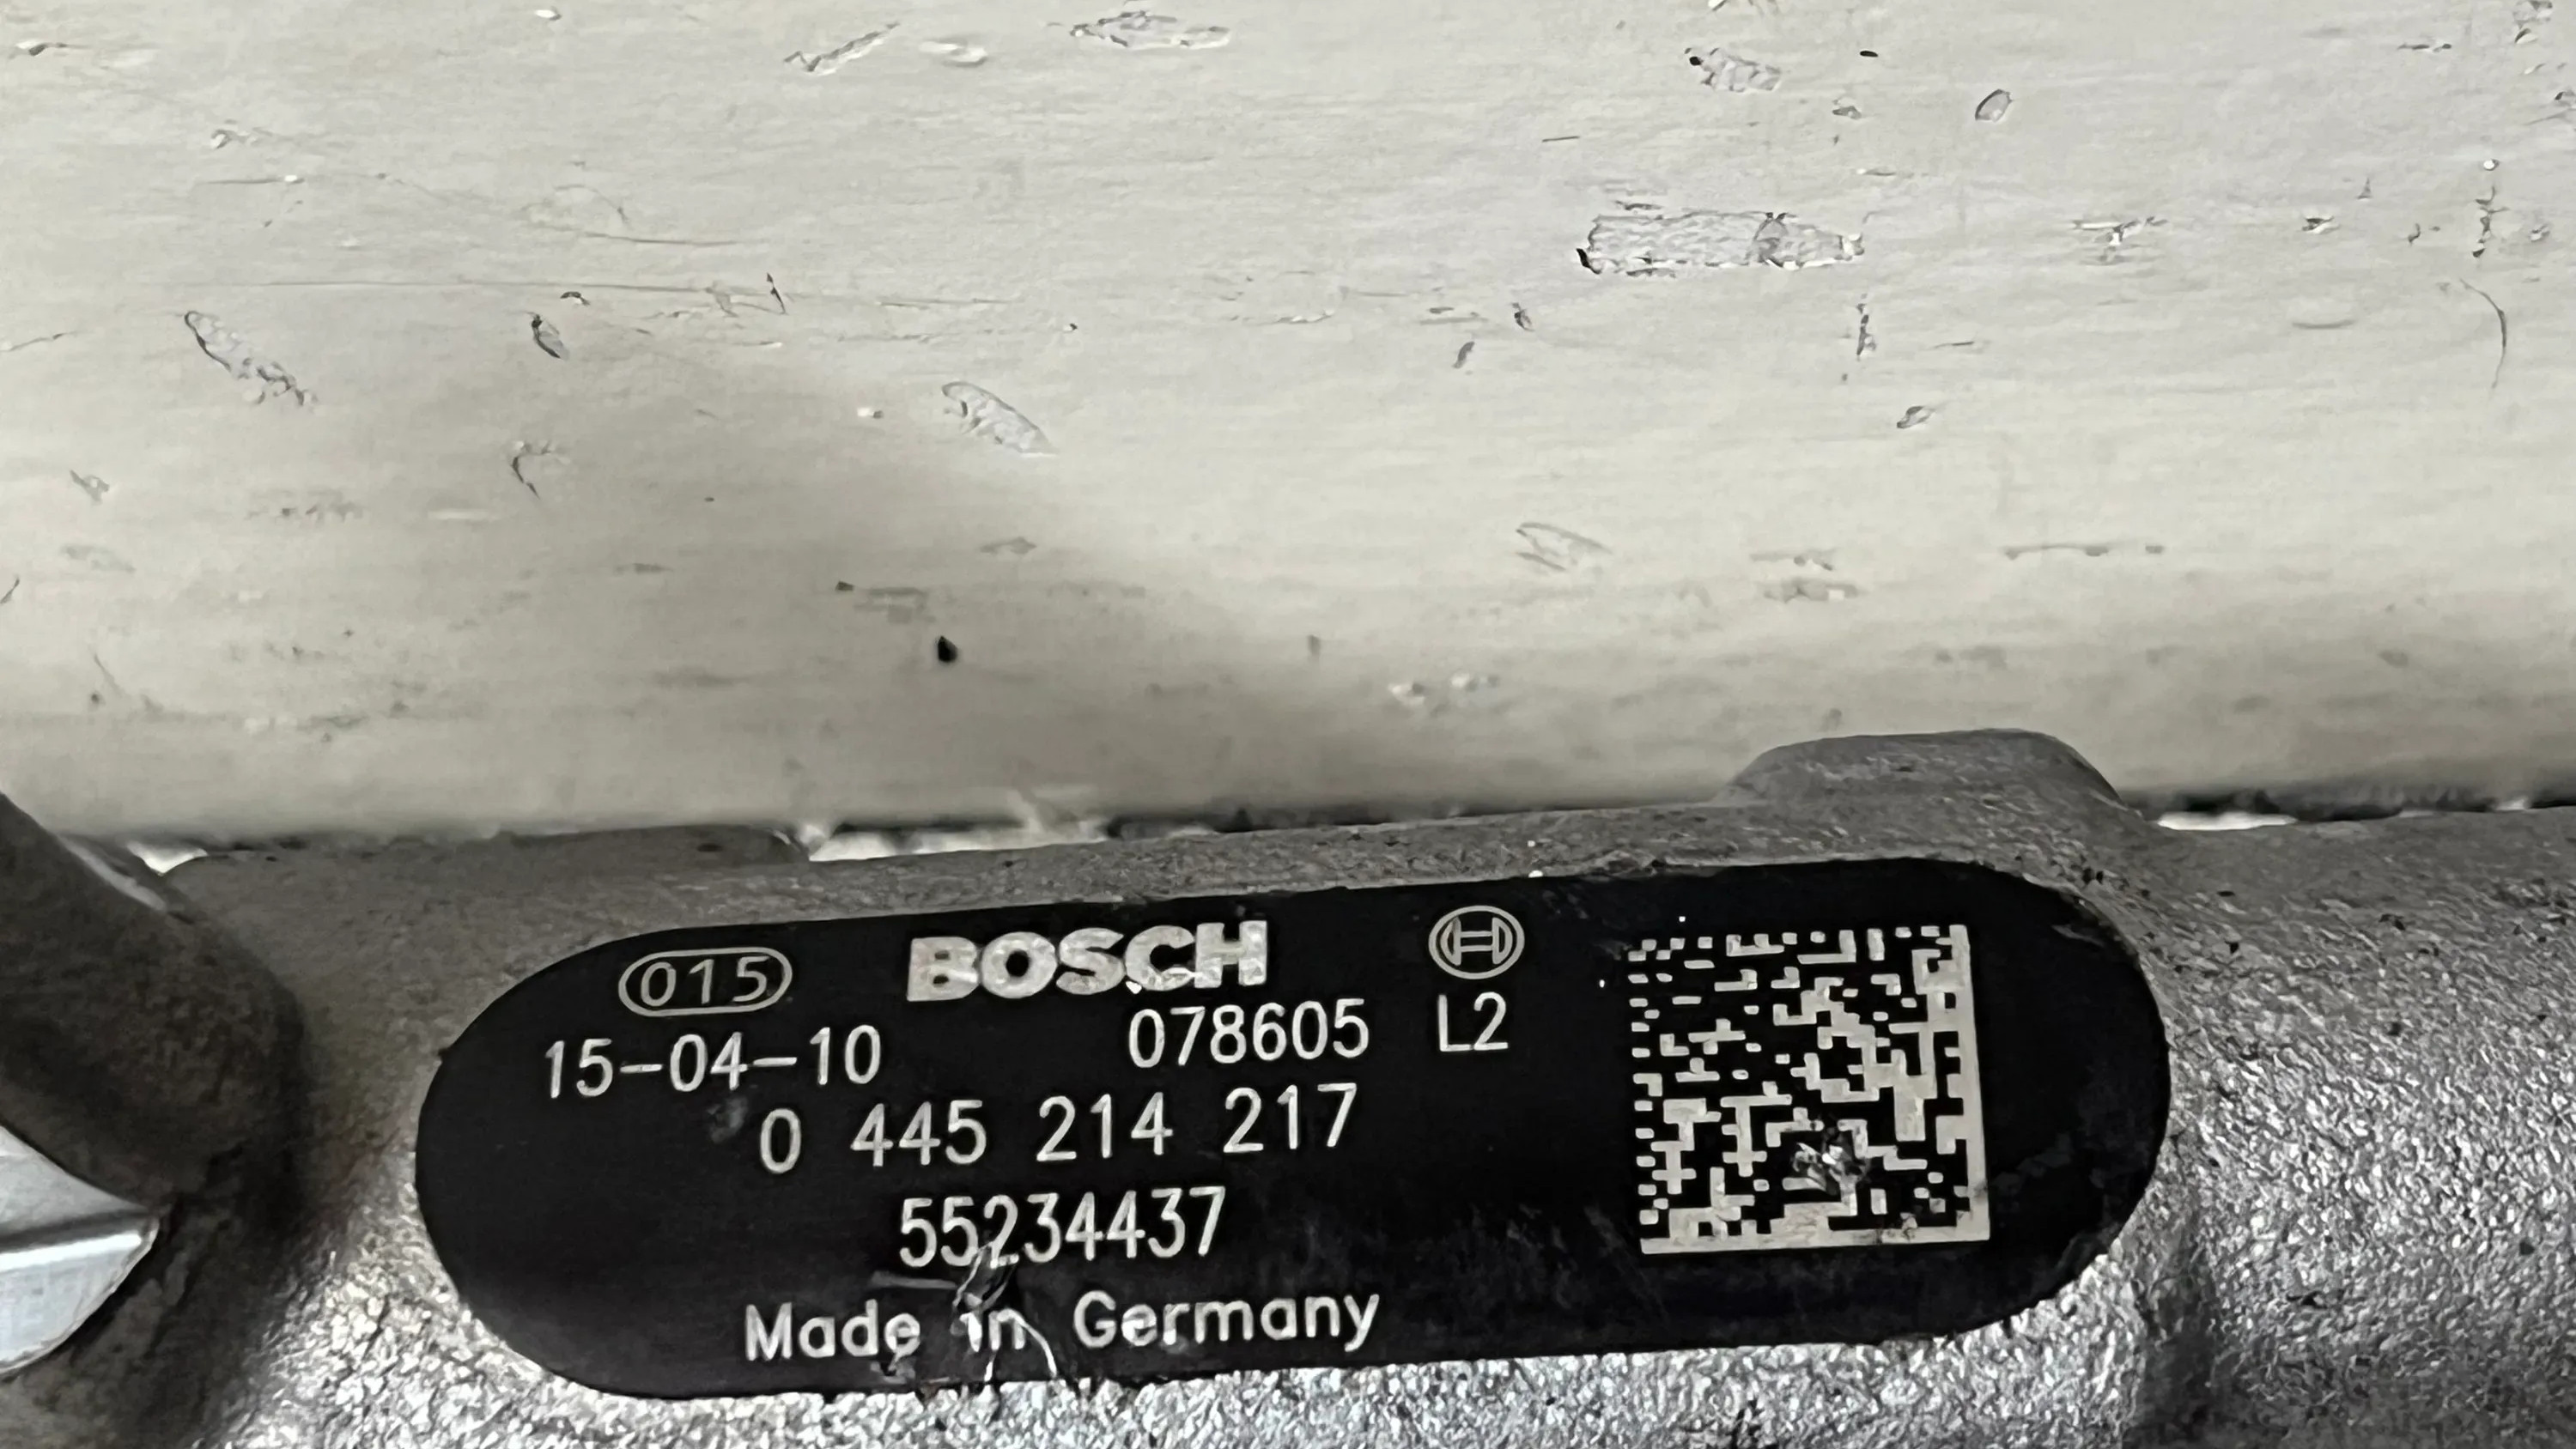 015 BOSCH
15-04-10 078605 L2
0 445 214 217
55234437
Made in Germany